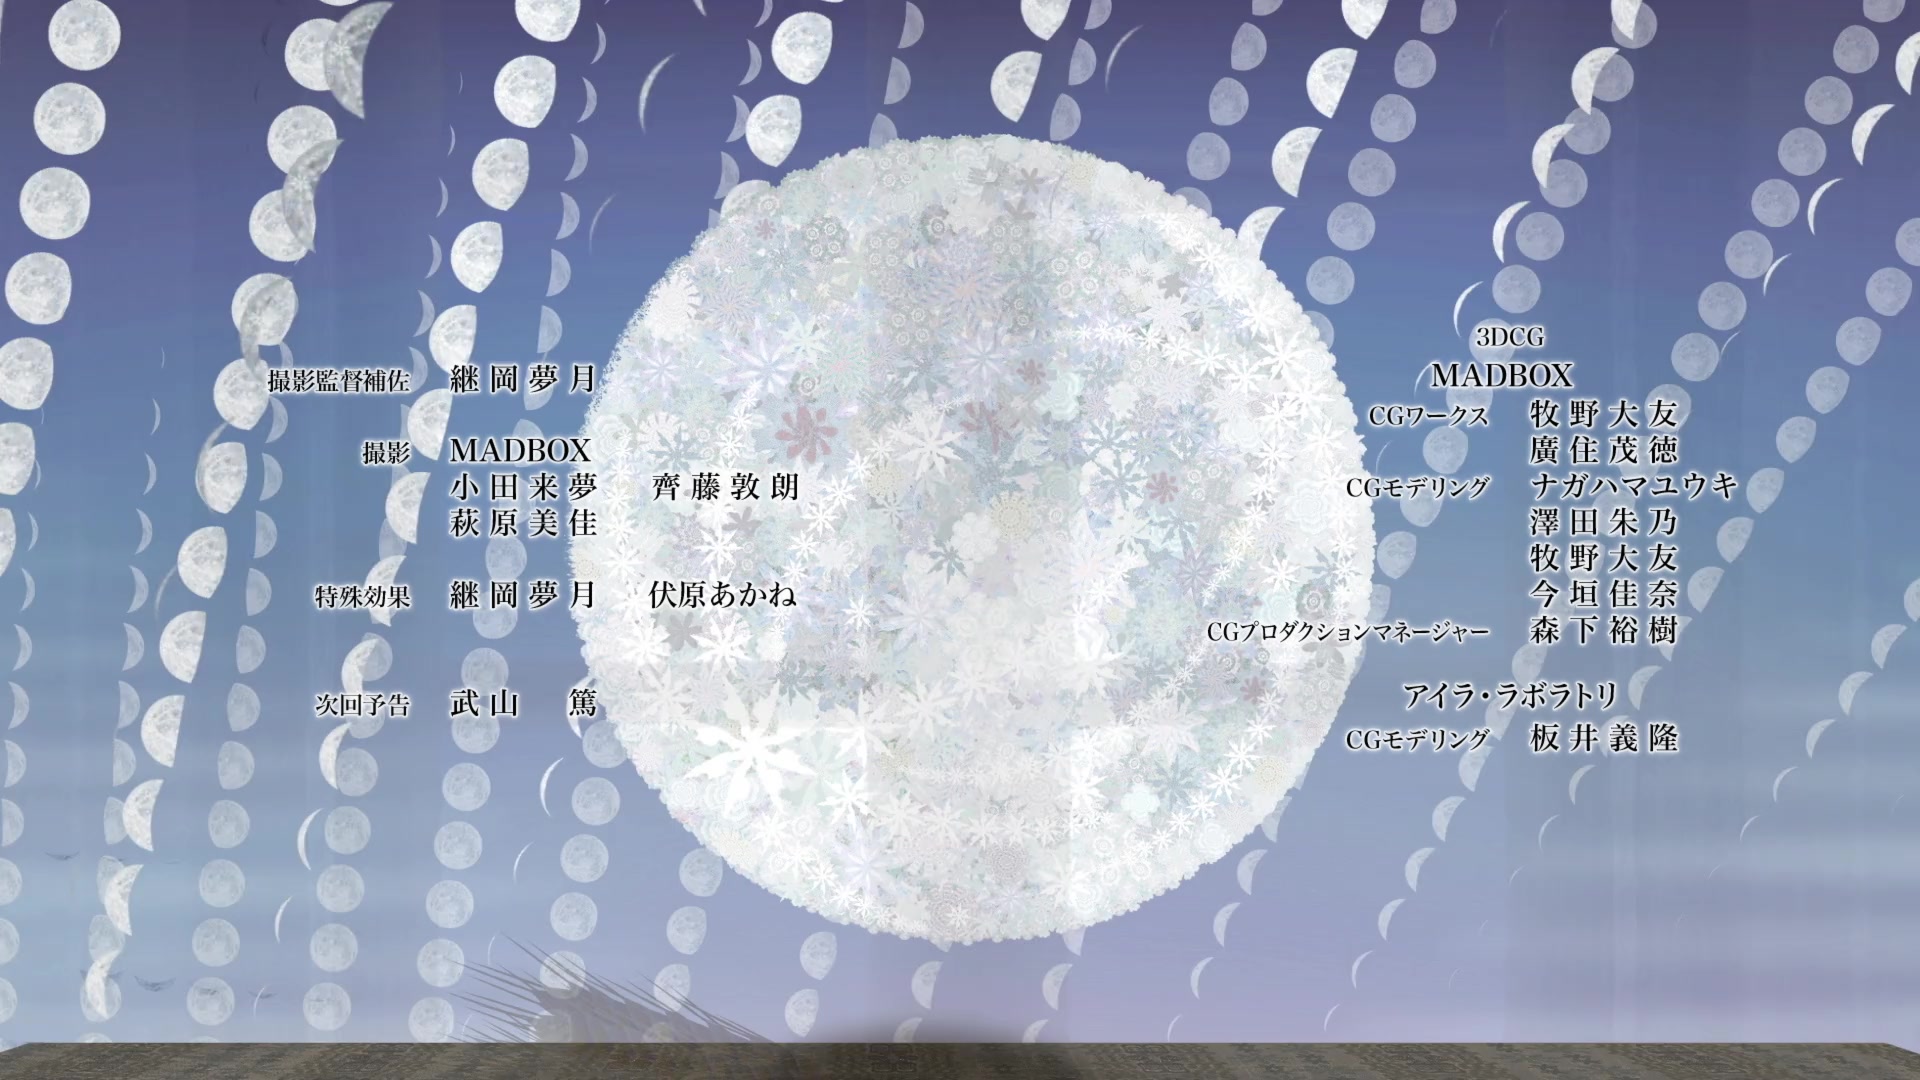 撮影監督補佐 継岡夢月
撮影 MADBOX
小田来夢 齊藤敦朗
萩原美佳
特殊効果 継岡夢月 伏原あかね
次回予告 武山 篤
3DCG
MADBOX
CGワークス 牧野大友
廣住茂徳
CGモデリング ナガハマユウキ
澤田朱乃
牧野大友
今垣佳奈
CGプロダクションマネージャー 森下裕樹
アイラ・ラボラトリ
CGモデリング 板井義隆